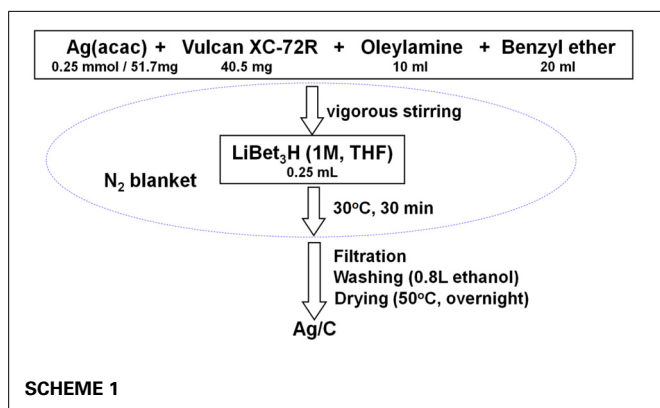 Ag(acac) + Vulcan XC-72R + Oleylamine + Benzyl ether
0.25 mmol / 51.7mg 40.5 mg 10 ml 20 ml
vigorous stirring
LiBet₃H (1M, THF)
0.25 mL
N₂ blanket
30°C, 30 min
Filtration
Washing (0.8L ethanol)
Drying (50°C, overnight)
Ag/C
SCHEME 1